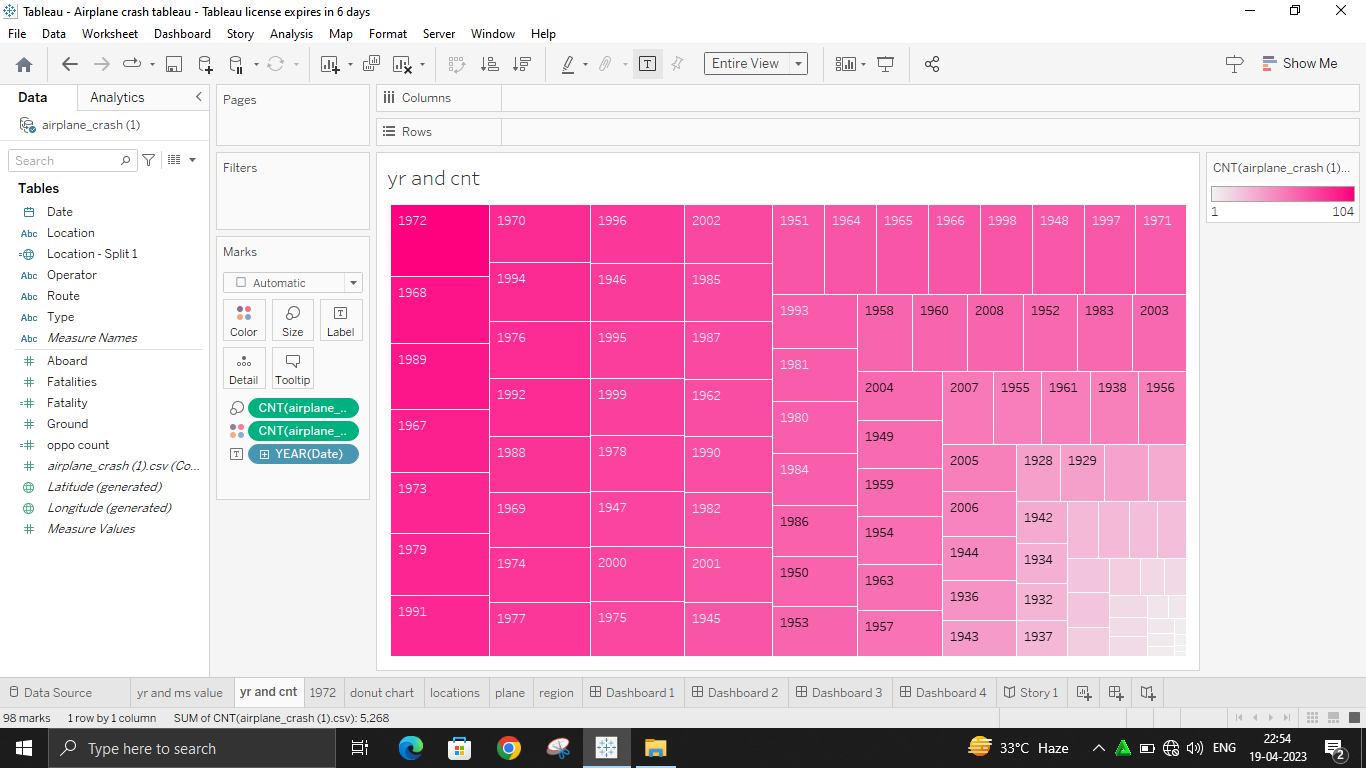 Tableau - Airplane crash tableau - Tableau license expires in 6 days
File Data Worksheet Dashboard Story Analysis Map Format Server Window Help
Entire View
Show Me
Data Analytics
airplane_crash (1)
Search
Tables
Date
Abc Location
Location - Split 1
Abc Operator
Abc Route
Abc Type
Abc Measure Names
Aboard
Fatalities
Fatality
Ground
oppo count
airplane_crash (1).csv (Co...
Latitude (generated)
Longitude (generated)
Measure Values
Pages
Filters
Marks
Automatic
Color Size Label
Detail Tooltip
CNT(airplane_..
CNT(airplane_..
YEAR(Date)
Columns
Rows
yr and cnt
1972 1970 1996 2002 1951 1964 1965 1966 1998 1948 1997 1971
1968 1994 1946 1985 1993 1958 1960 2008 1952 1983 2003
1989 1976 1995 1987 1981
1967 1992 1999 1962 1980 2004 2007 1955 1961 1938 1956
1973 1988 1978 1990 1984 1949 2005 1928 1929
1979 1969 1947 1982 1986 1959 2006 1942
1991 1974 2000 2001 1950 1954 1944 1934
1977 1975 1945 1953 1963 1936 1932
1957 1943 1937
CNT(airplane_crash (1)...
1 104
Data Source yr and ms value yr and cnt 1972 donut chart locations plane region Dashboard 1 Dashboard 2 Dashboard 3 Dashboard 4 Story 1
98 marks 1 row by 1 column SUM of CNT(airplane_crash (1).csv): 5,268
Type here to search
33°C Haze
ENG
22:54
19-04-2023
2